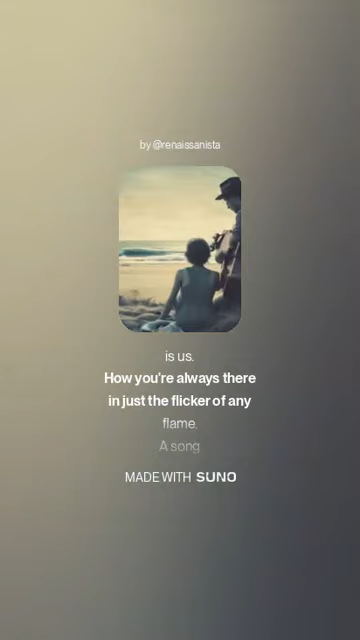 by @renaissanista
is us.
How you're always there
in just the flicker of any
flame.
A song
MADE WITH SUNO